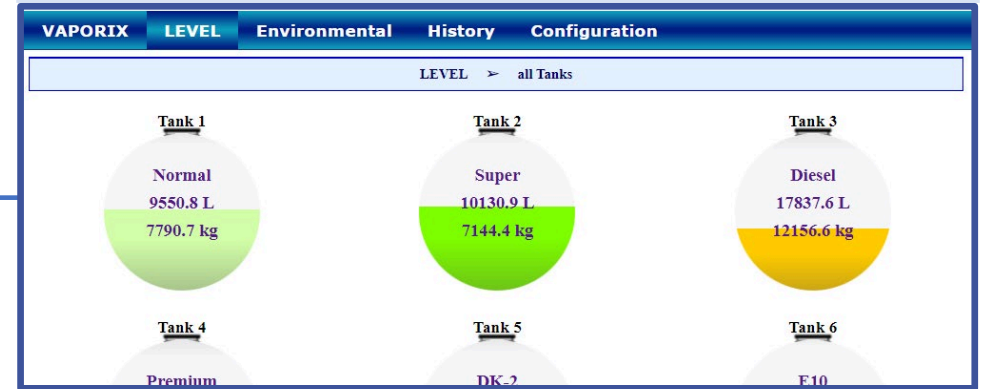 VAPORIX LEVEL Environmental History Configuration
LEVEL ➢ all Tanks
Tank 1
Normal
9550.8 L
7790.7 kg
Tank 2
Super
10130.9 L
7144.4 kg
Tank 3
Diesel
17837.6 L
12156.6 kg
Tank 4
Premium
Tank 5
DK-2
Tank 6
E10